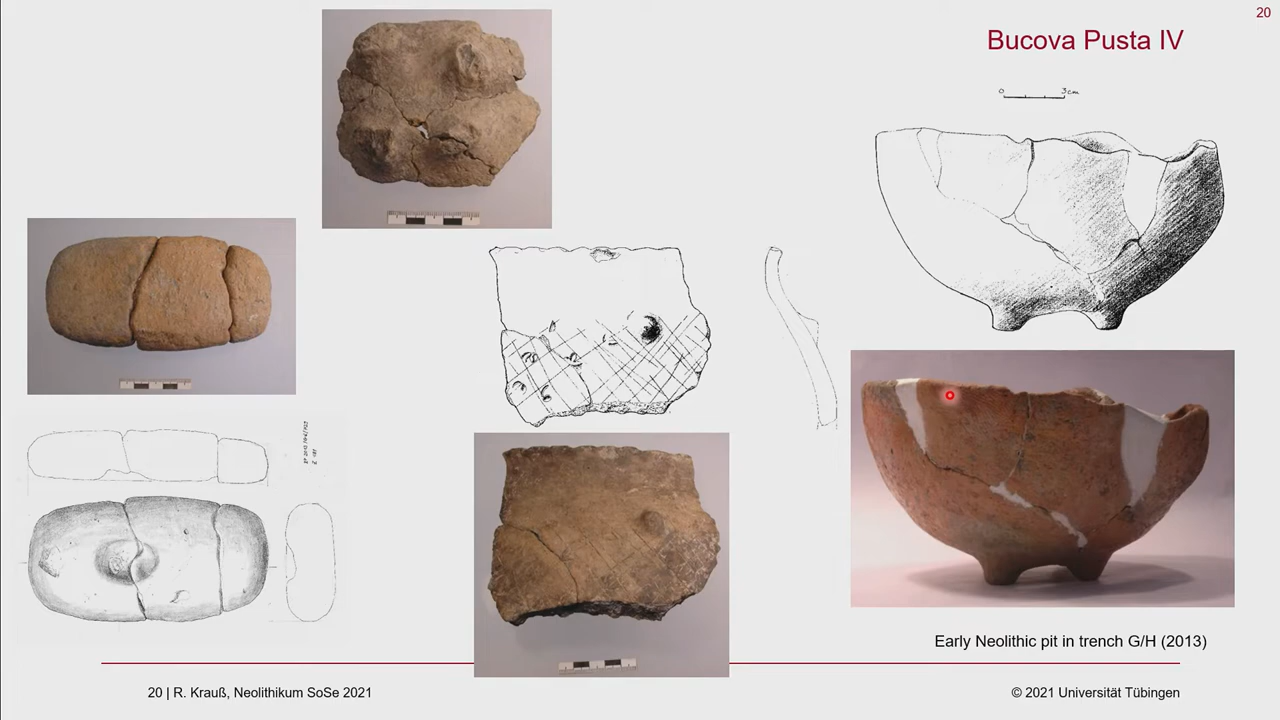 20
Bucova Pusta IV
0 3cm
Early Neolithic pit in trench G/H (2013)
20 | R. Krauß, Neolithikum SoSe 2021
© 2021 Universität Tübingen